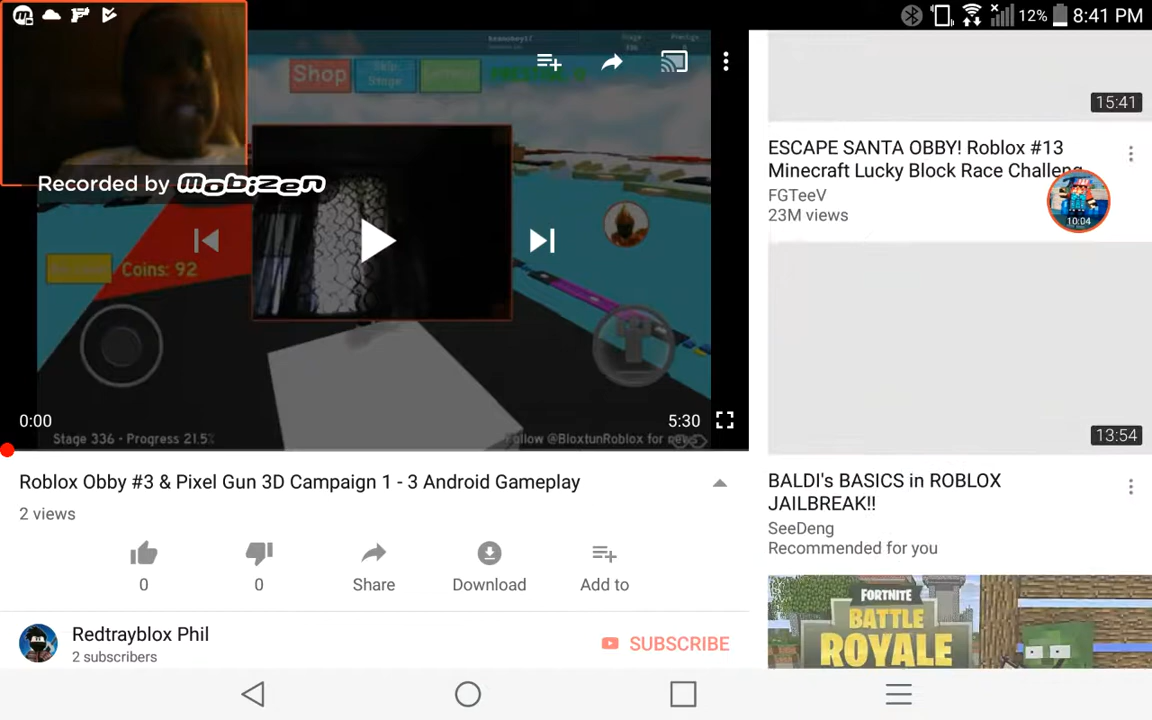 12% 8:41 PM
Shop
Skip
Stage
Recorded by mobizen
Coins: 92
0:00
5:30
Stage 336 - Progress 21.5%
Follow @BloxtunRoblox for news
Roblox Obby #3 & Pixel Gun 3D Campaign 1 - 3 Android Gameplay
2 views
0
0
Share
Download
Add to
Redtrayblox Phil
2 subscribers
SUBSCRIBE
15:41
ESCAPE SANTA OBBY! Roblox #13
Minecraft Lucky Block Race Challeng
FGTeeV
23M views
10:04
13:54
BALDI's BASICS in ROBLOX
JAILBREAK!!
SeeDeng
Recommended for you
FORTNITE
BATTLE
ROYALE